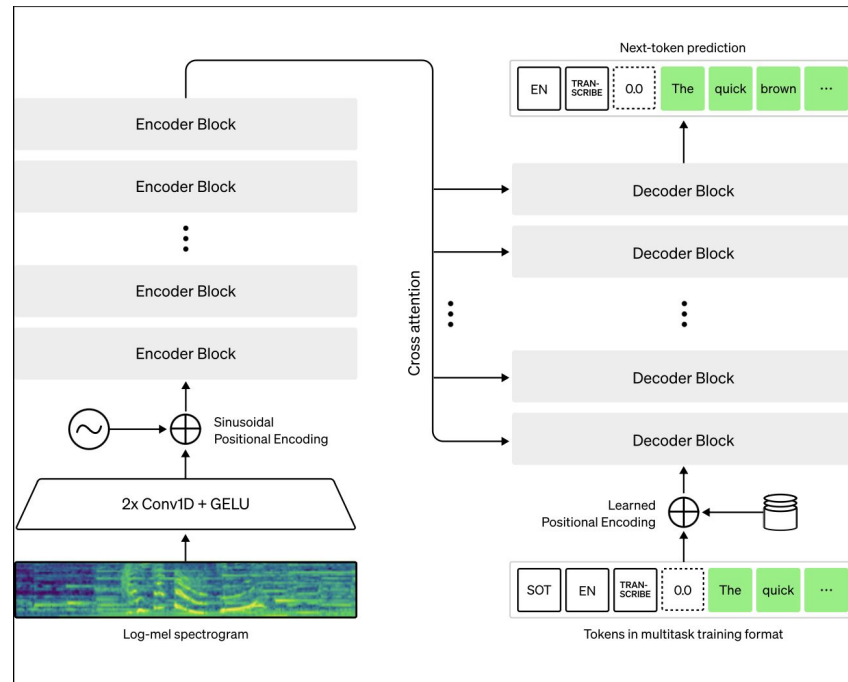 Encoder Block
Encoder Block
Encoder Block
Encoder Block
Sinusoidal
Positional Encoding
2x Conv1D + GELU
Log-mel spectrogram
Cross attention
Next-token prediction
EN TRAN-SCRIBE 0.0 The quick brown ...
Decoder Block
Decoder Block
Decoder Block
Decoder Block
Learned
Positional Encoding
SOT EN TRAN-SCRIBE 0.0 The quick ...
Tokens in multitask training format